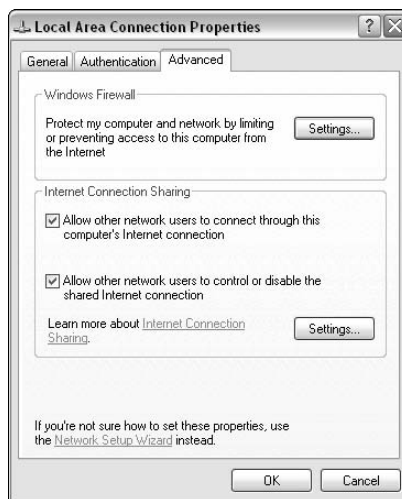 Local Area Connection Properties
General Authentication Advanced
Windows Firewall
Protect my computer and network by limiting
or preventing access to this computer from
the Internet
Settings...
Internet Connection Sharing
Allow other network users to connect through this
computer's Internet connection
Allow other network users to control or disable the
shared Internet connection
Learn more about Internet Connection
Sharing.
Settings...
If you're not sure how to set these properties, use
the Network Setup Wizard instead.
OK Cancel